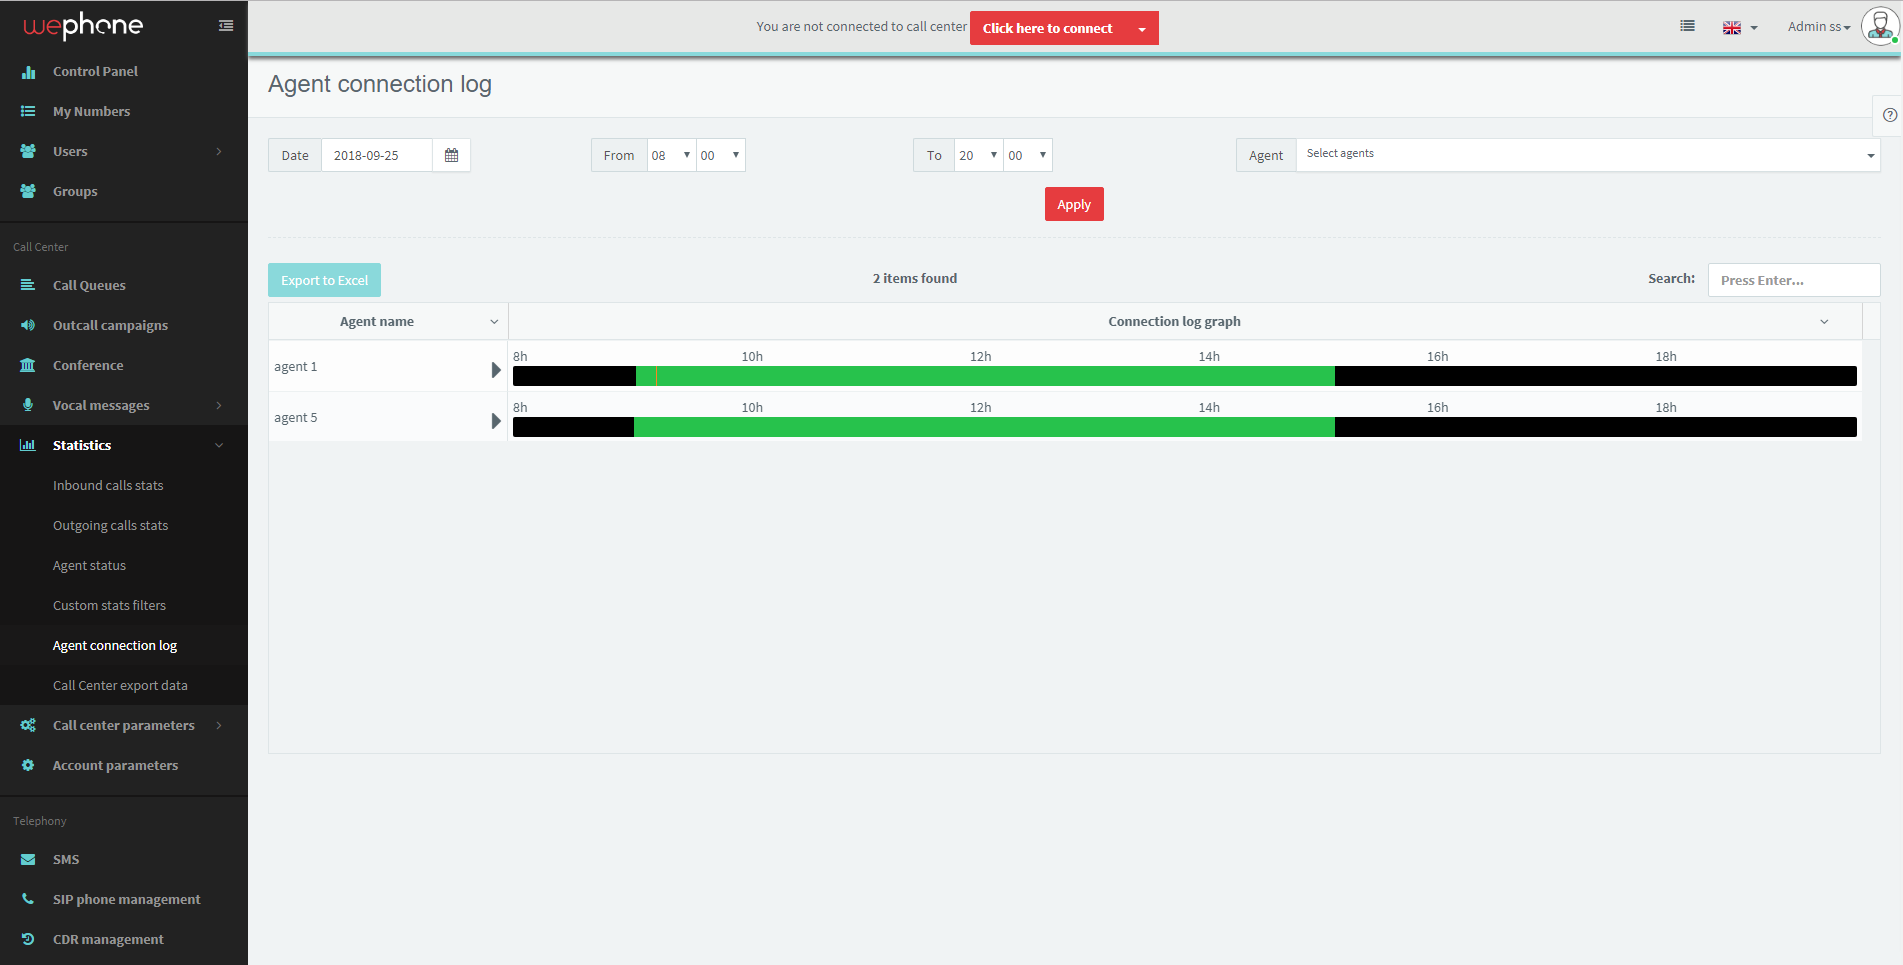 wephone
You are not connected to call center
Click here to connect
Admin ss
Control Panel
My Numbers
Users
Groups
Call Center
Call Queues
Outcall campaigns
Conference
Vocal messages
Statistics
Inbound calls stats
Outgoing calls stats
Agent status
Custom stats filters
Agent connection log
Call Center export data
Call center parameters
Account parameters
Telephony
SMS
SIP phone management
CDR management
Agent connection log
Date 2018-09-25
From 08 00
To 20 00
Agent Select agents
Apply
Export to Excel
2 items found
Search: Press Enter...
Agent name
Connection log graph
agent 1
8h 10h 12h 14h 16h 18h
agent 5
8h 10h 12h 14h 16h 18h